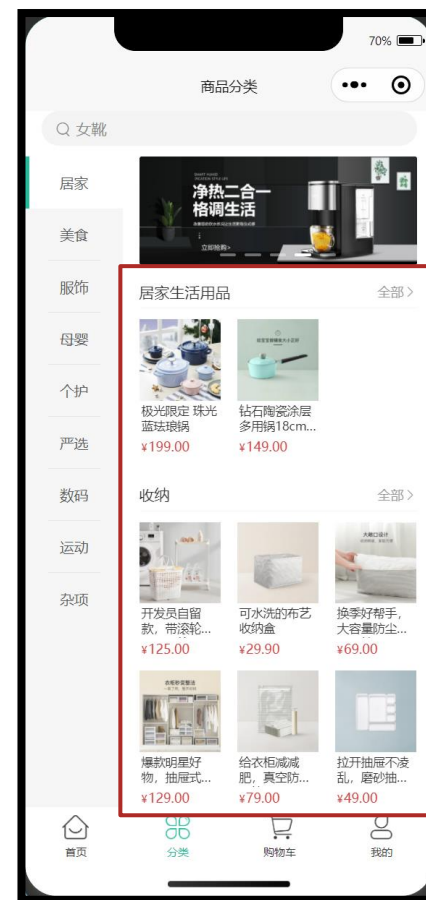 70%
商品分类
女靴
居家
美食
服饰
母婴
个护
严选
数码
运动
杂项
净热二合一
格调生活
立即抢购>
居家生活用品
全部>
极光限定 珠光
蓝珐琅锅
¥199.00
钻石陶瓷涂层
多用锅18cm...
¥149.00
收纳
全部>
开发员自留
款，带滚轮...
¥125.00
可水洗的布艺
收纳盒
¥29.90
大敞口设计
换季好帮手，
大容量防尘...
¥69.00
爆款明星好
物，抽屉式...
¥129.00
给衣柜减减
肥，真空防...
¥79.00
拉开抽屉不凌
乱，磨砂抽...
¥49.00
首页
分类
购物车
我的